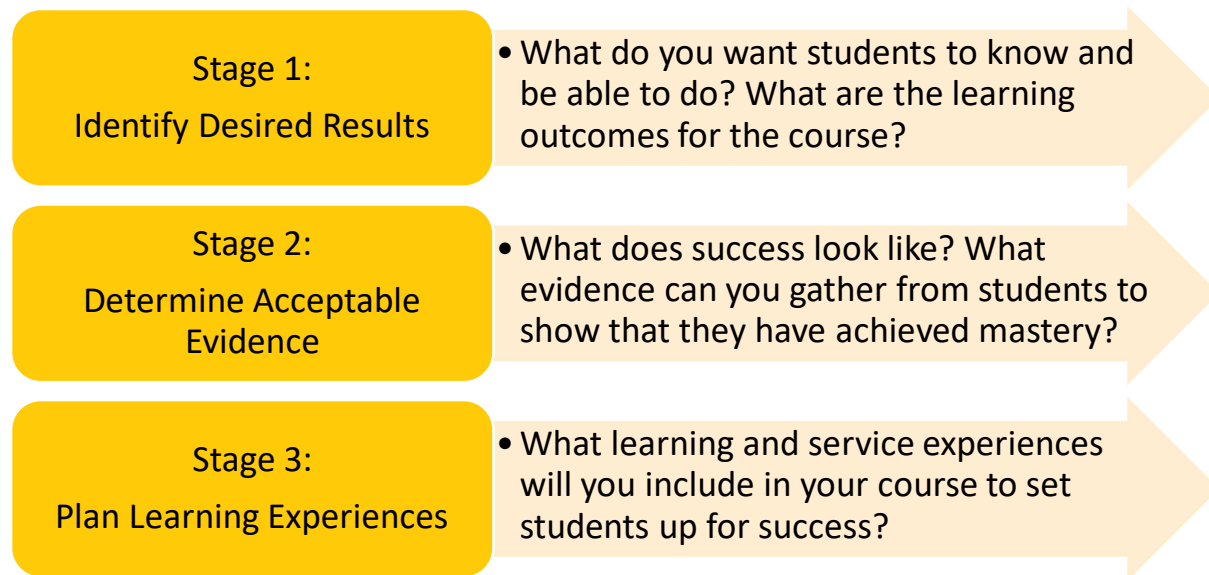 Stage 1:
Identify Desired Results
• What do you want students to know and
be able to do? What are the learning
outcomes for the course?
Stage 2:
Determine Acceptable
Evidence
• What does success look like? What
evidence can you gather from students to
show that they have achieved mastery?
Stage 3:
Plan Learning Experiences
• What learning and service experiences
will you include in your course to set
students up for success?